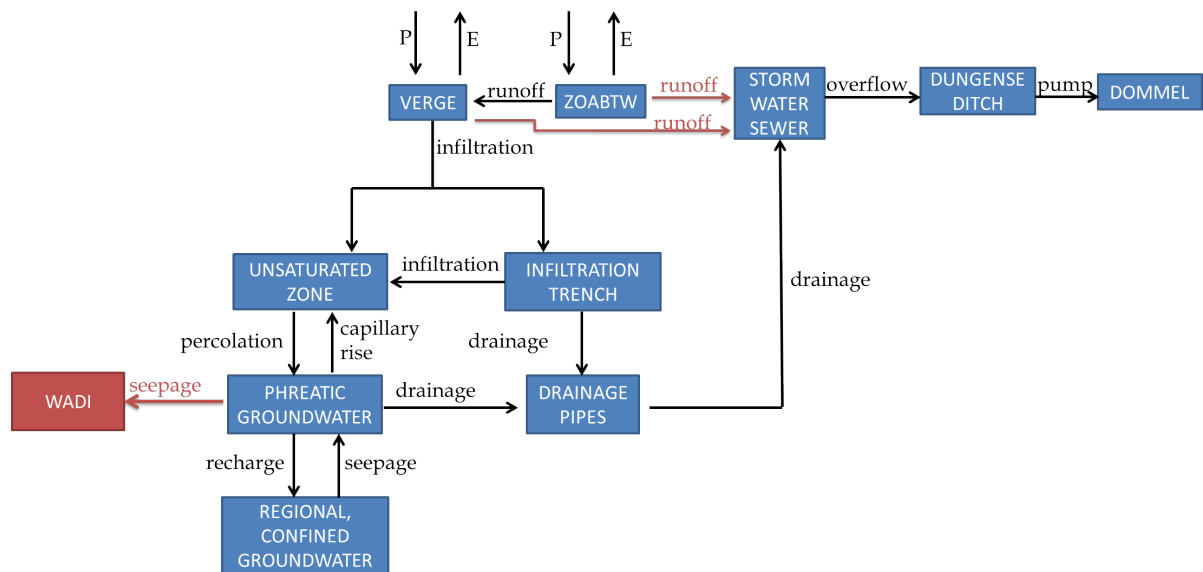 P
E
P
E
VERGE
runoff
ZOABTW
runoff
runoff
STORM
WATER
SEWER
overflow
DUNGENSE
DITCH
pump
DOMMEL
infiltration
UNSATURATED
ZONE
infiltration
INFILTRATION
TRENCH
drainage
percolation
capillary
rise
drainage
WADI
seepage
PHREATIC
GROUNDWATER
drainage
DRAINAGE
PIPES
recharge
seepage
REGIONAL,
CONFINED
GROUNDWATER